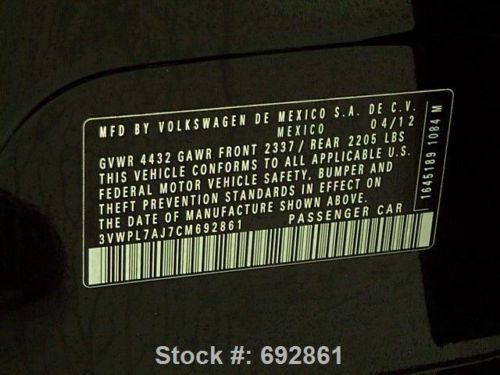 MFD BY VOLKSWAGEN DE MEXICO S.A. DE C.V.
MEXICO 04/12
GVWR 4432 GAWR FRONT 2337/ REAR 2205 LBS
THIS VEHICLE CONFORMS TO ALL APPLICABLE U.S.
FEDERAL MOTOR VEHICLE SAFETY, BUMPER AND
THEFT PREVENTION STANDARDS IN EFFECT ON
THE DATE OF MANUFACTURE SHOWN ABOVE.
3VWPL7AJ7CM692861 PASSENGER CAR
1645189 1084 M
Stock #: 692861